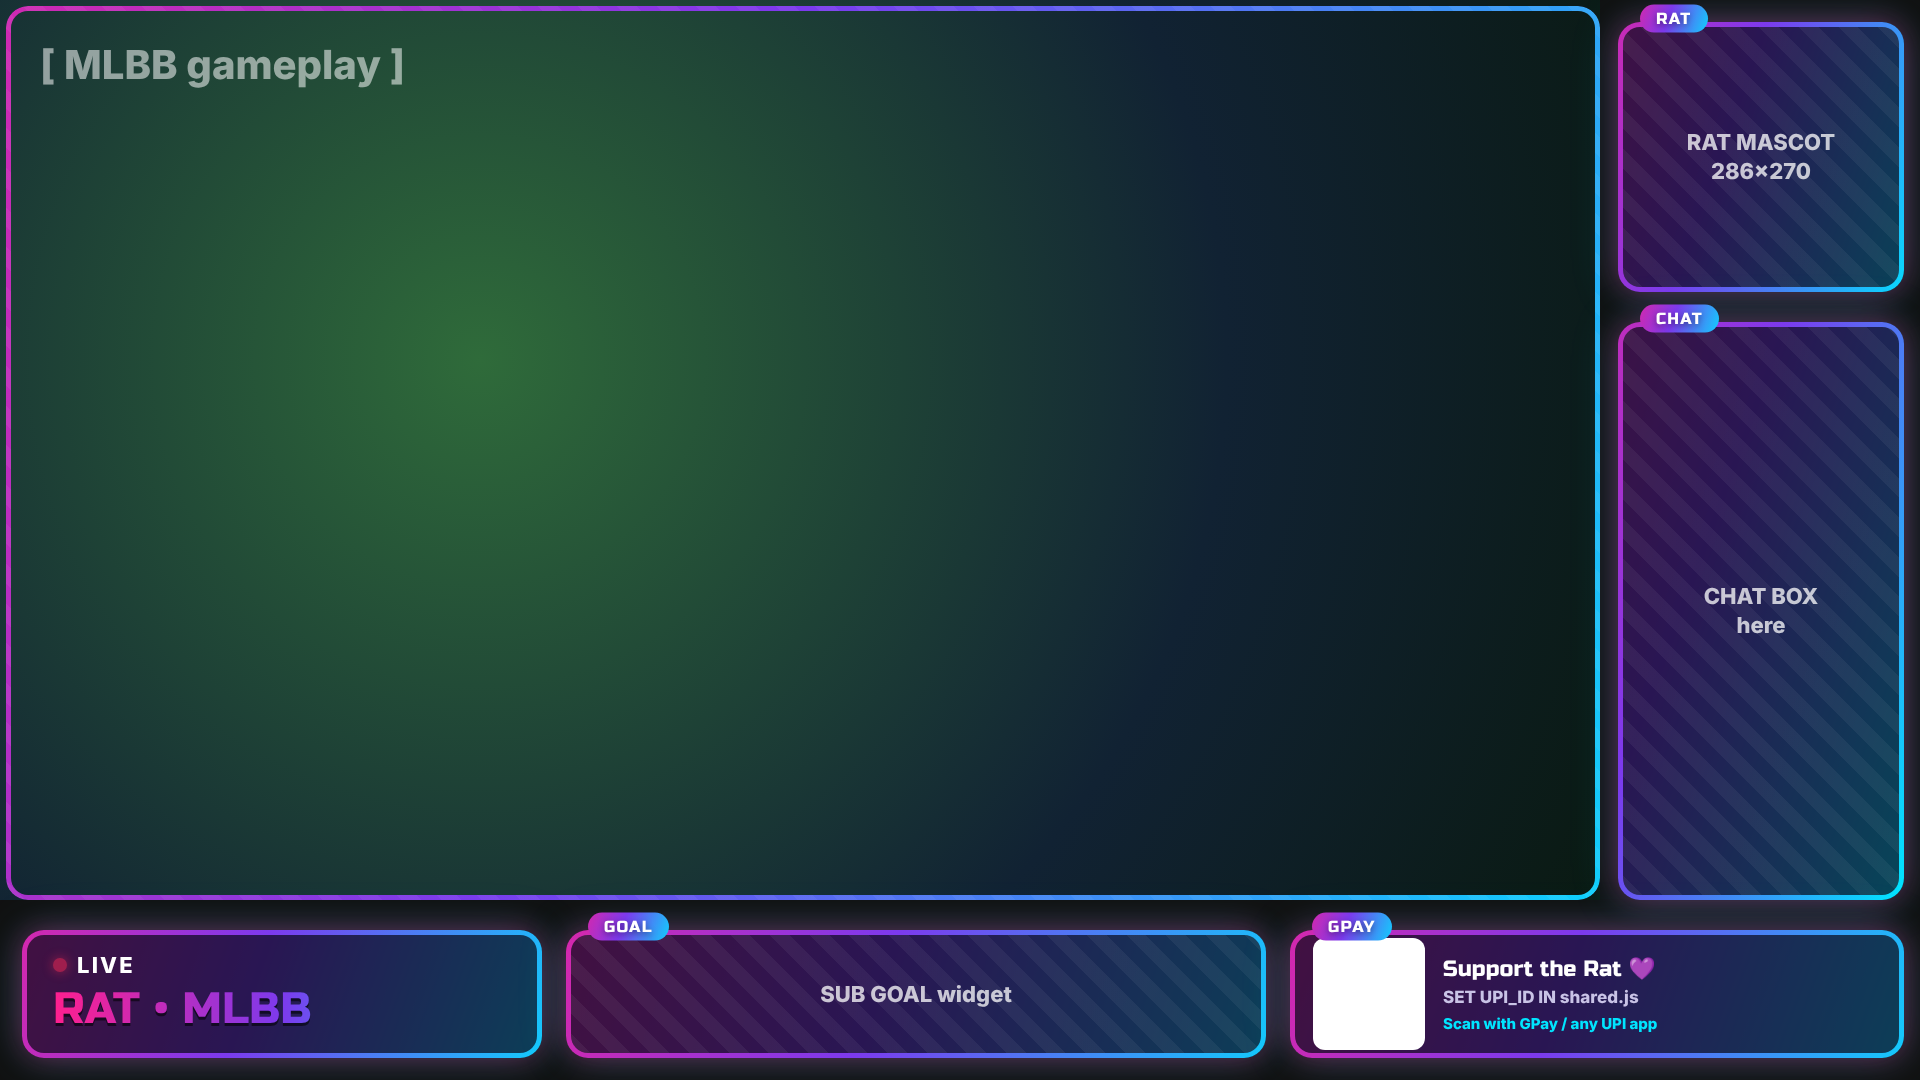 [ MLBB gameplay ]
RAT
RAT MASCOT
286×270
CHAT
CHAT BOX
here
LIVE
RAT • MLBB
GOAL
SUB GOAL widget
GPAY
Support the Rat 💜
SET UPI_ID IN shared.js
Scan with GPay / any UPI app